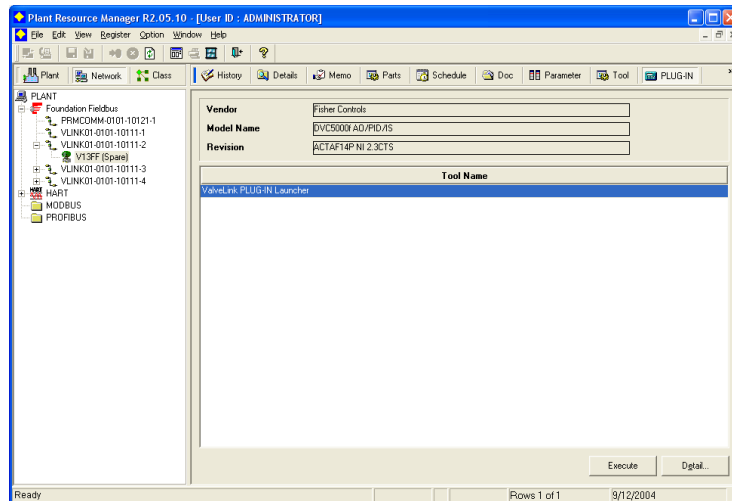 Plant Resource Manager R2.05.10 - [User ID : ADMINISTRATOR]
File Edit View Register Option Window Help
Plant Network Class History Details Memo Parts Schedule Doc Parameter Tool PLUG-IN
PLANT
Foundation Fieldbus
PRMCOMM-0101-10121-1
VLINK01-0101-10111-1
VLINK01-0101-10111-2
V13FF (Spare)
VLINK01-0101-10111-3
VLINK01-0101-10111-4
HART
MODBUS
PROFIBUS
Vendor Fisher Controls
Model Name DVC5000f AO/PID/IS
Revision ACTAF14P NI 2.3CTS
Tool Name
ValveLink PLUG-IN Launcher
Execute Detail...
Ready Rows 1 of 1 9/12/2004